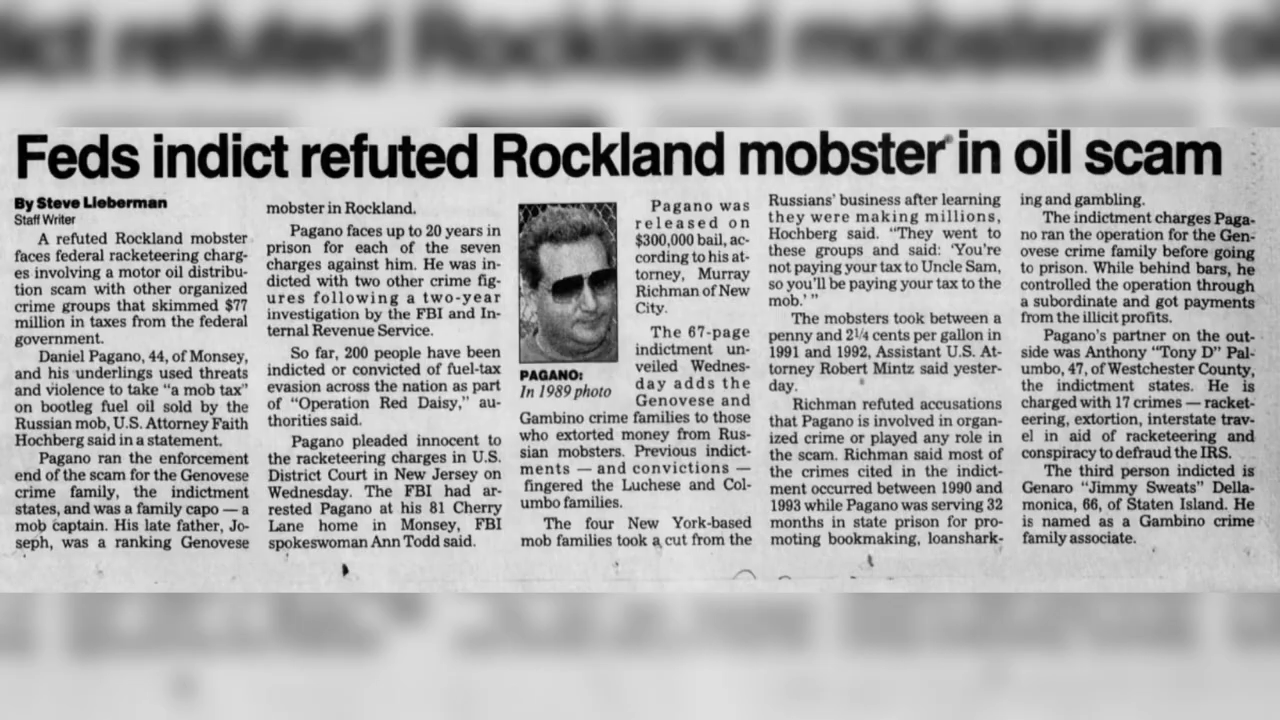 Feds indict refuted Rockland mobster in oil scam
By Steve Lieberman
Staff Writer
A refuted Rockland mobster
faces federal racketeering charg-
es involving a motor oil distribu-
tion scam with other organized
crime groups that skimmed $77
million in taxes from the federal
government.
Daniel Pagano, 44, of Monsey,
and his underlings used threats
and violence to take “a mob tax”
on bootleg fuel oil sold by the
Russian mob, U.S. Attorney Faith
Hochberg said in a statement.
Pagano ran the enforcement
end of the scam for the Genovese
crime family, the indictment
states, and was a family capo — a
mob captain. His late father, Jo-
seph, was a ranking Genovese
mobster in Rockland.
Pagano faces up to 20 years in
prison for each of the seven
charges against him. He was in-
dicted with two other crime fig-
ures following a two-year
investigation by the FBI and In-
ternal Revenue Service.
So far, 200 people have been
indicted or convicted of fuel-tax
evasion across the nation as part
of “Operation Red Daisy,” au-
thorities said.
Pagano pleaded innocent to
the racketeering charges in U.S.
District Court in New Jersey on
Wednesday. The FBI had ar-
rested Pagano at his 81 Cherry
Lane home in Monsey, FBI
spokeswoman Ann Todd said.
PAGANO:
In 1989 photo
Pagano was
released on
$300,000 bail, ac-
cording to his at-
torney, Murray
Richman of New
City.
The 67-page
indictment un-
veiled Wednes-
day adds the
Genovese and
Gambino crime families to those
who extorted money from Rus-
sian mobsters. Previous indict-
ments — and convictions —
fingered the Luchese and Col-
umbo families.
The four New York-based
mob families took a cut from the
Russians’ business after learning
they were making millions,
Hochberg said. “They went to
these groups and said: ‘You’re
not paying your tax to Uncle Sam,
so you’ll be paying your tax to the
mob.’ ”
The mobsters took between a
penny and 2¼ cents per gallon in
1991 and 1992, Assistant U.S. At-
torney Robert Mintz said yester-
day.
Richman refuted accusations
that Pagano is involved in organ-
ized crime or played any role in
the scam. Richman said most of
the crimes cited in the indict-
ment occurred between 1990 and
1993 while Pagano was serving 32
months in state prison for pro-
moting bookmaking, loanshark-
ing and gambling.
The indictment charges Paga-
no ran the operation for the Gen-
ovese crime family before going
to prison. While behind bars, he
controlled the operation through
a subordinate and got payments
from the illicit profits.
Pagano’s partner on the out-
side was Anthony “Tony D” Pal-
umbo, 47, of Westchester County,
the indictment states. He is
charged with 17 crimes — racket-
eering, extortion, interstate trav-
el in aid of racketeering and
conspiracy to defraud the IRS.
The third person indicted is
Genaro “Jimmy Sweats” Della-
monica, 66, of Staten Island. He
is named as a Gambino crime
family associate.